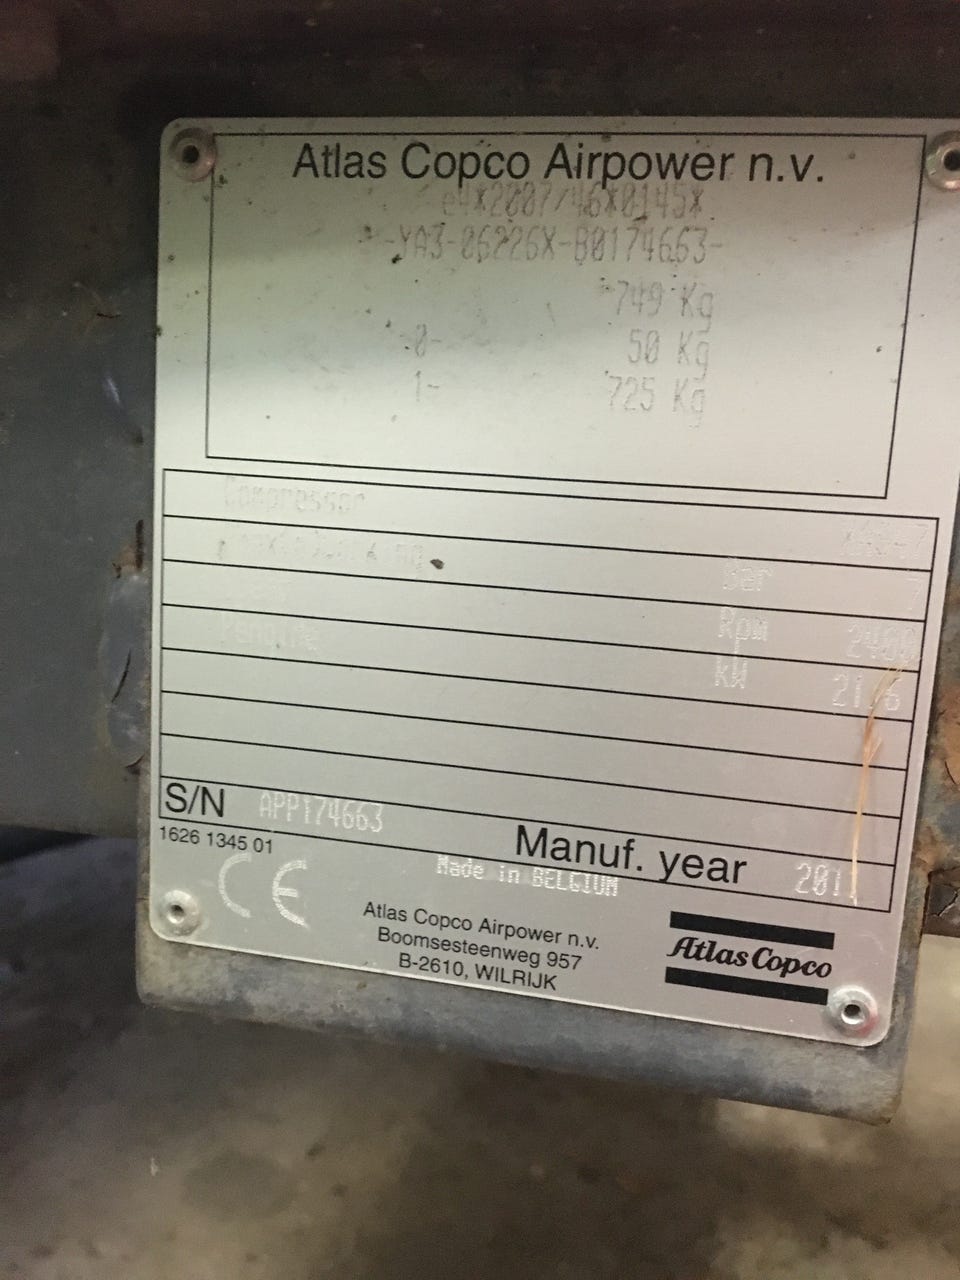 Atlas Copco Airpower n.v.
e4*2007/46*0145*
-YA3-06226X-B0174663-
749 Kg
0- 50 Kg
1- 725 Kg
Compressor
Bar 7
Rpm 2400
kW
S/N APP174663
1626 1345 01
Manuf. year 2011
CE
Made in BELGIUM
Atlas Copco Airpower n.v.
Boomsesteenweg 957
B-2610, WILRIJK
Atlas Copco